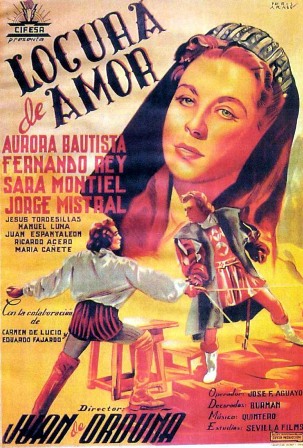 CIFESA
presenta
LOCURA
de AMOR
AURORA BAUTISTA
FERNANDO REY
SARA MONTIEL
JORGE MISTRAL
JESUS TORDESILLAS
MANUEL LUNA
JUAN ESPANTALEON
RICARDO ACERO
MARIA CAÑETE
Con la colaboración
de
CARMEN DE LUCIO y
EDUARDO FAJARDO
Operador: JOSE F. AGUAYO
Decorados: BURMAN
Música: QUINTERO
Estudios: SEVILLA FILMS
Director
JUAN de ORDUÑA